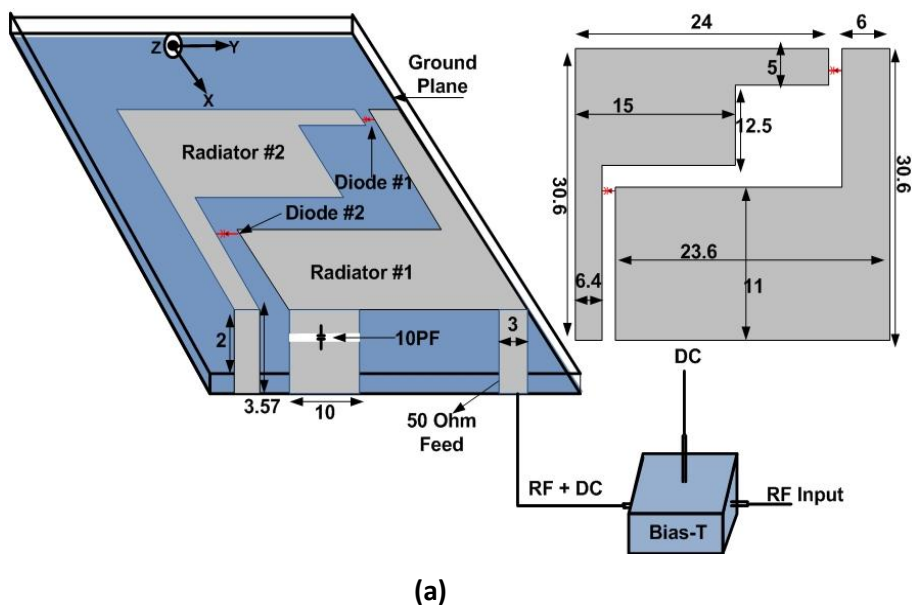 Z
Y
X
Ground
Plane
Radiator #2
Diode #1
Diode #2
Radiator #1
2
3.57
10PF
10
3
50 Ohm
Feed
RF + DC
24
6
5
15
12.5
30.6
30.6
23.6
6.4
11
DC
RF Input
Bias-T
(a)